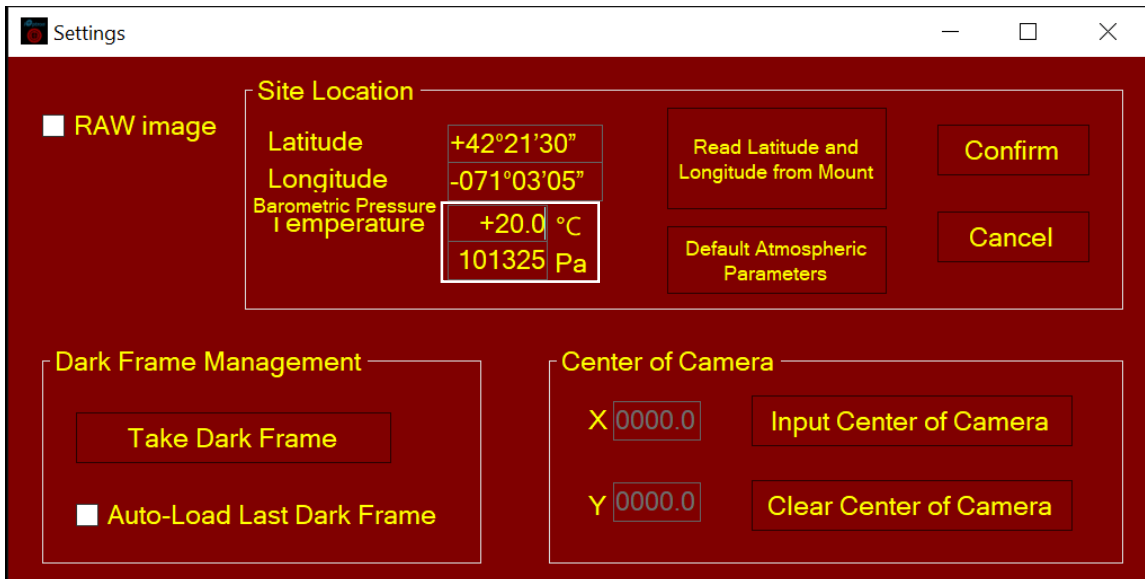 Settings
RAW image
Site Location
Latitude +42°21’30”
Longitude -071°03’05”
Barometric Pressure
Temperature +20.0 °C
101325 Pa
Read Latitude and
Longitude from Mount
Default Atmospheric
Parameters
Confirm
Cancel
Dark Frame Management
Take Dark Frame
Auto-Load Last Dark Frame
Center of Camera
X 0000.0 Input Center of Camera
Y 0000.0 Clear Center of Camera